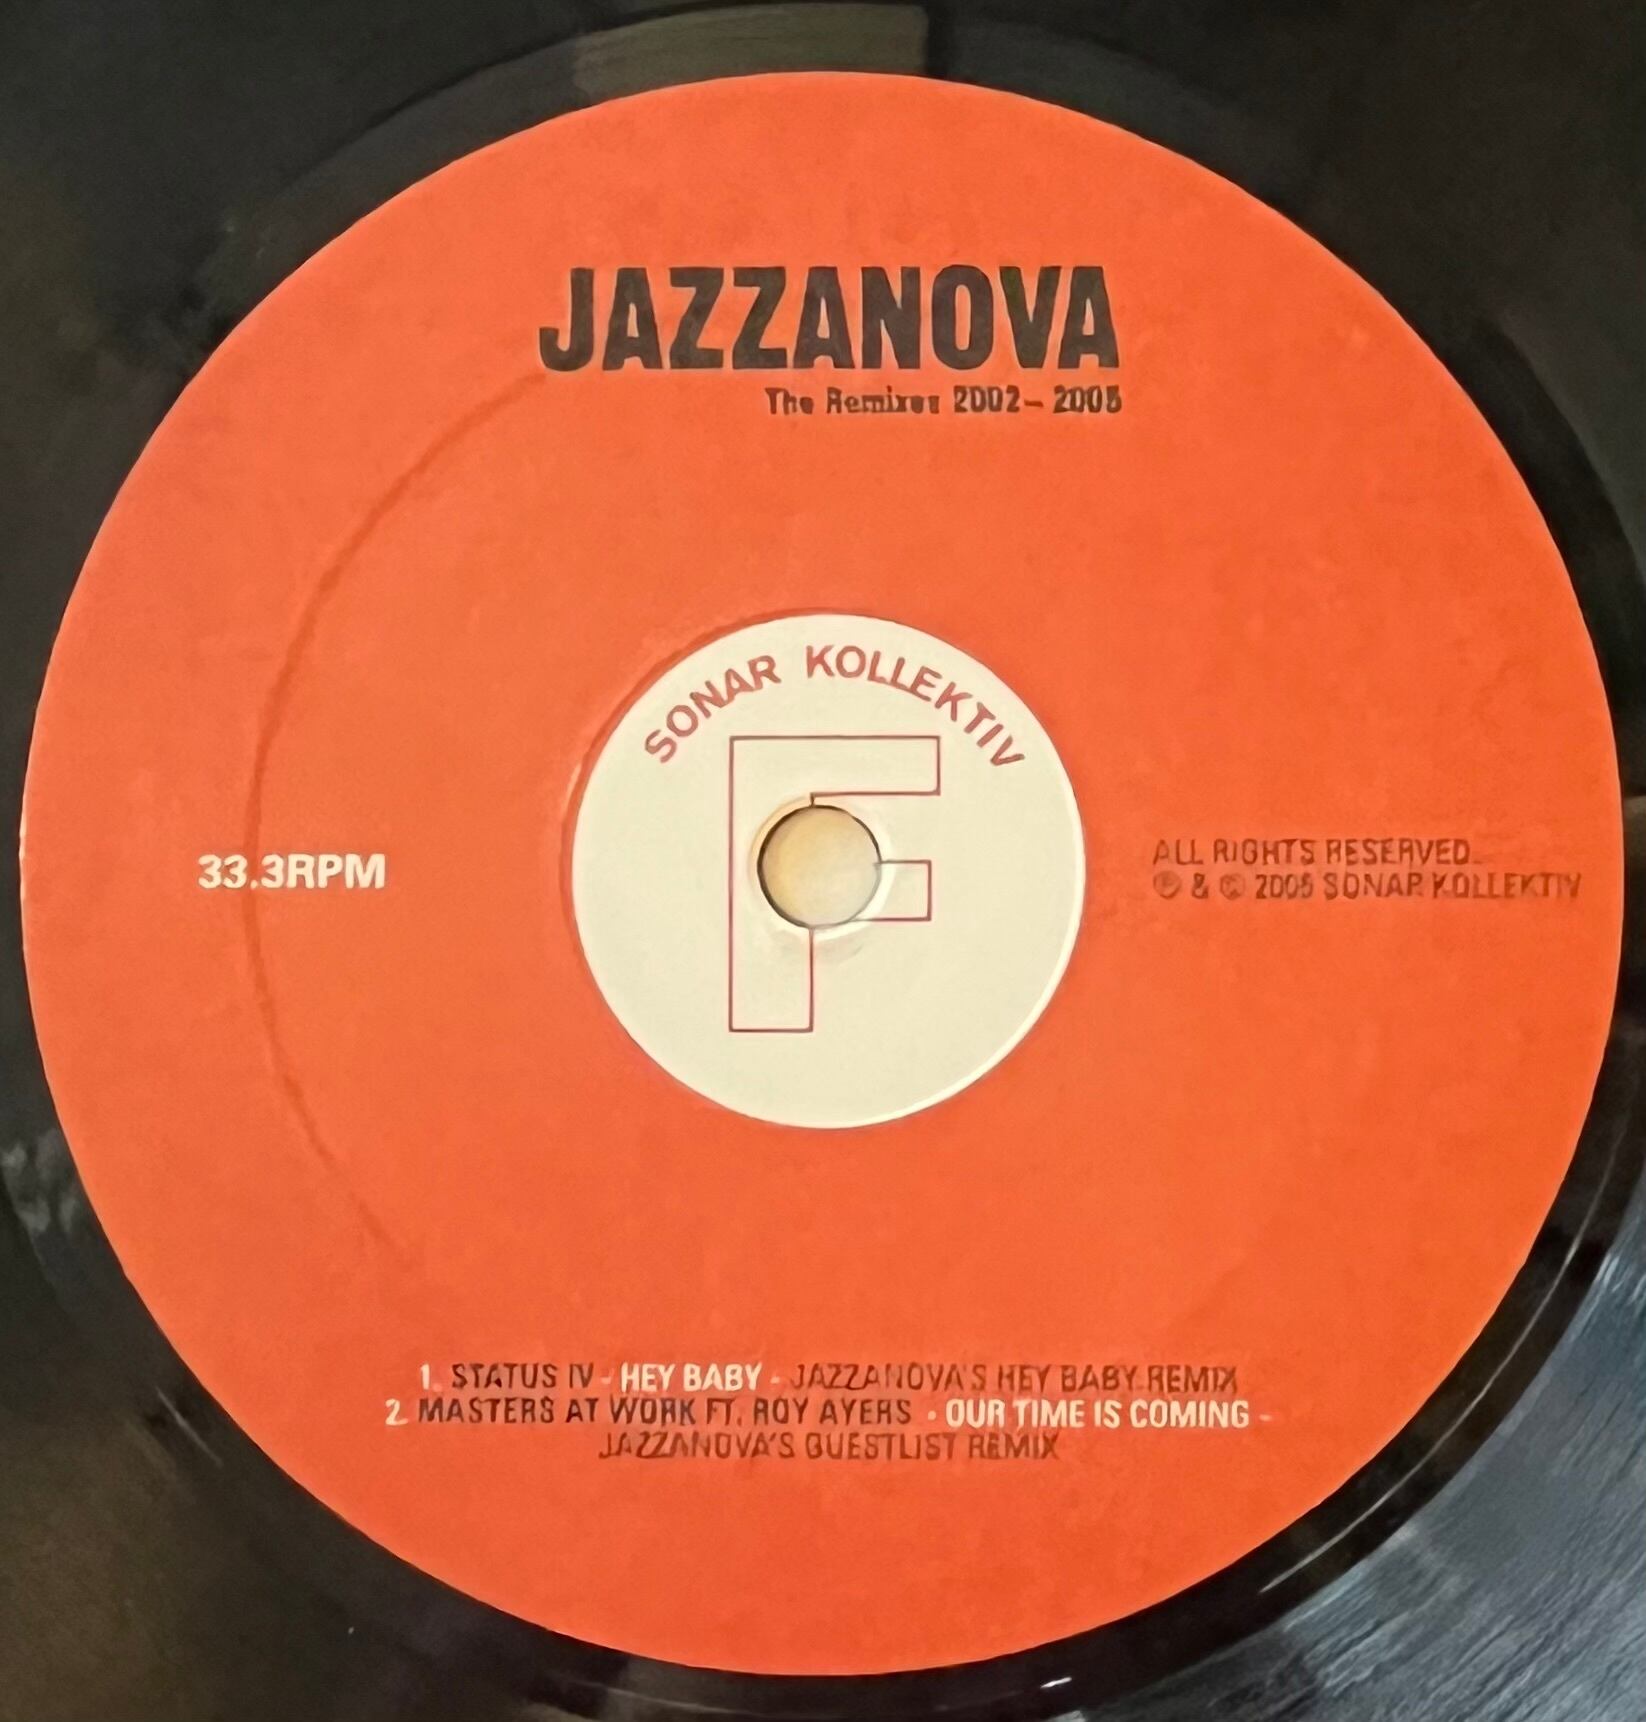 JAZZANOVA
The Remixes 2002– 2005
SONAR KOLLEKTIV
F
33.3RPM
ALL RIGHTS RESERVED.
Ⓟ & © 2005 SONAR KOLLEKTIV
1. STATUS IV - HEY BABY - JAZZANOVA'S HEY BABY REMIX
2. MASTERS AT WORK FT. ROY AYERS - OUR TIME IS COMING -
JAZZANOVA'S GUESTLIST REMIX